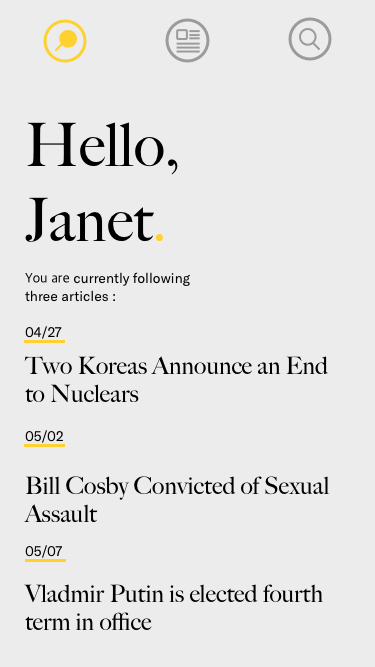 Hello,
Janet.
You are currently following
three articles :
04/27
Two Koreas Announce an End
to Nuclears
05/02
Bill Cosby Convicted of Sexual
Assault
05/07
Vladmir Putin is elected fourth
term in office